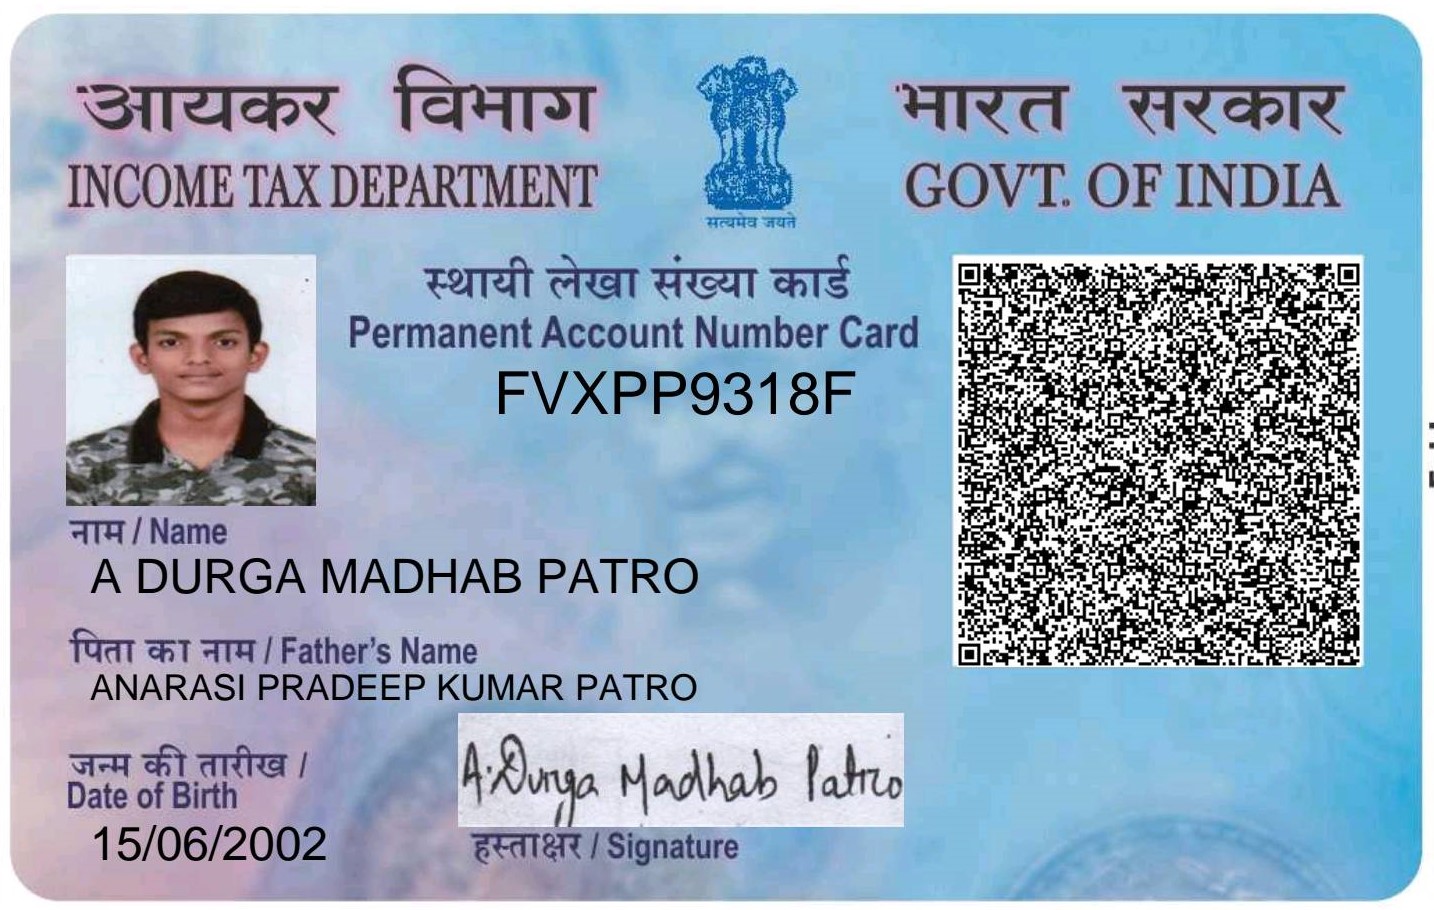 आयकर विभाग
INCOME TAX DEPARTMENT
सत्यमेव जयते
भारत सरकार
GOVT. OF INDIA
स्थायी लेखा संख्या कार्ड
Permanent Account Number Card
FVXPP9318F
नाम / Name
A DURGA MADHAB PATRO
पिता का नाम / Father's Name
ANARASI PRADEEP KUMAR PATRO
जन्म की तारीख /
Date of Birth
15/06/2002
A. Durga Madhab Patro
हस्ताक्षर / Signature